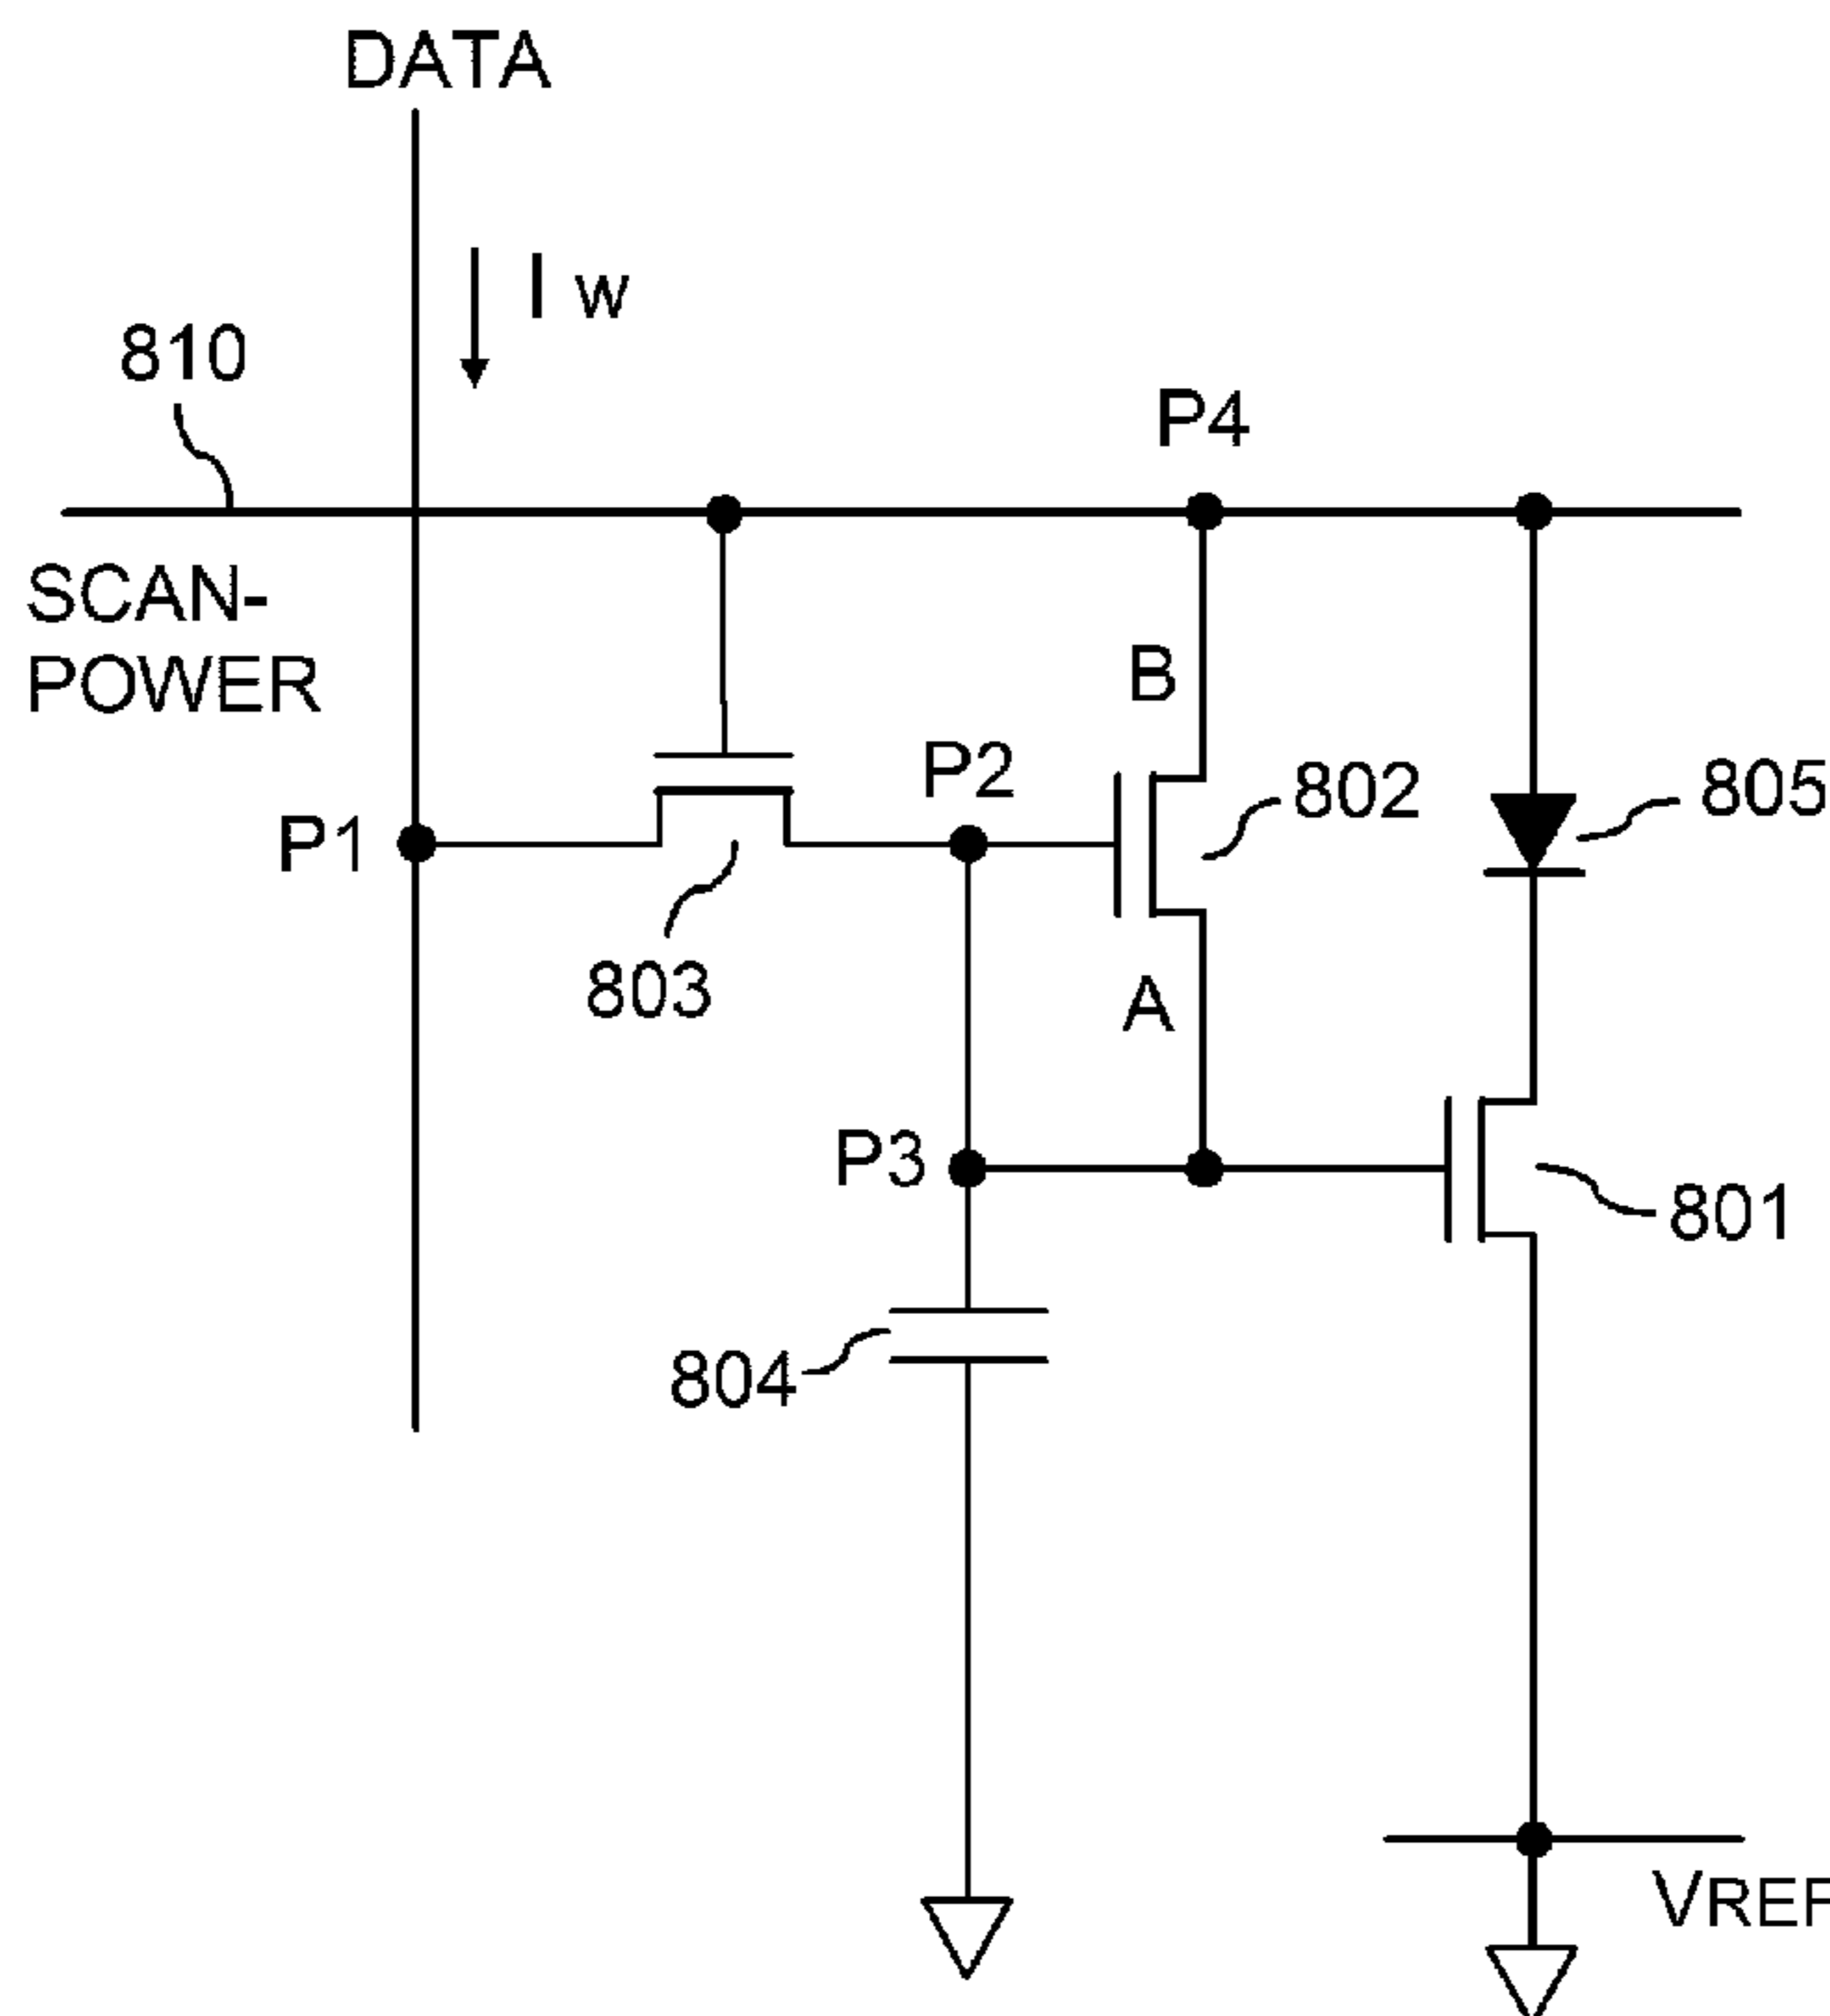 DATA
I w
810
P4
SCAN-
POWER
B
P2
802
805
P1
803
A
P3
801
804
VREF